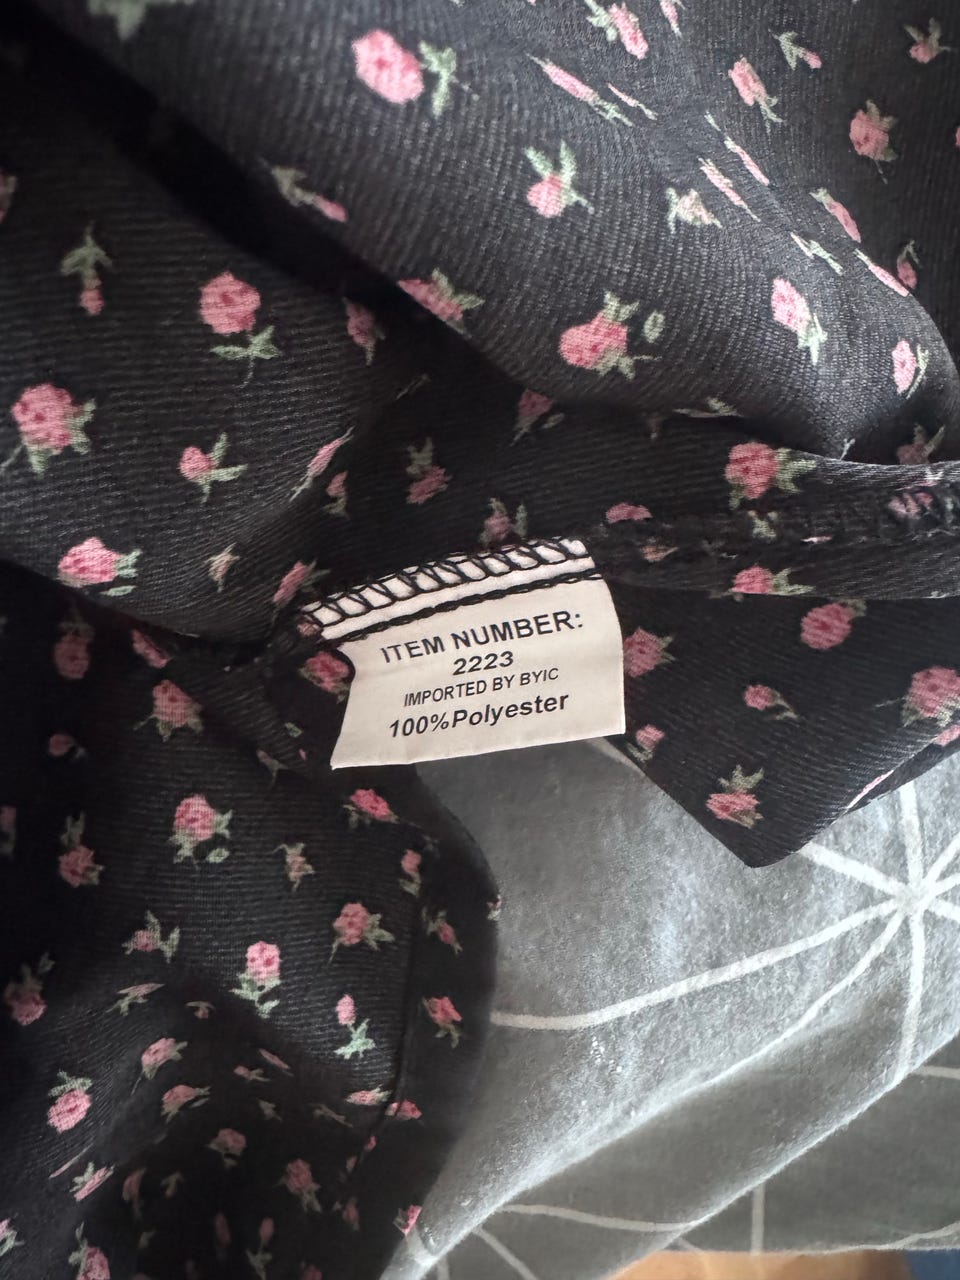 ITEM NUMBER:
2223
IMPORTED BY BYIC
100%Polyester